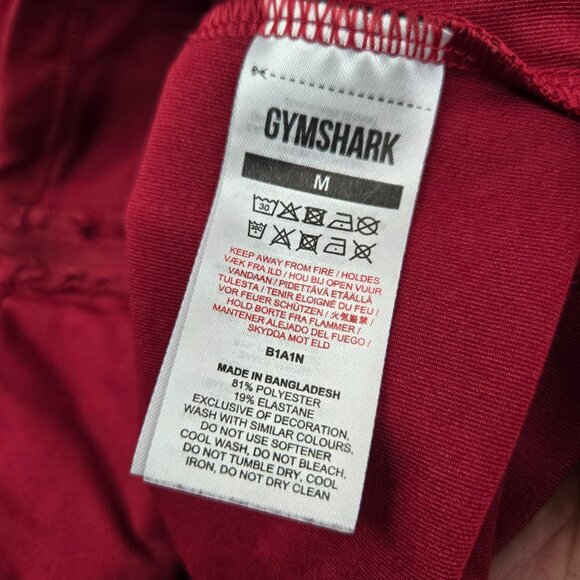 GYMSHARK
M
30
KEEP AWAY FROM FIRE / HOLDES
VÆK FRA ILD / HOU BIJ OPEN VUUR
VANDAAN / PIDETTÄVÄ ETÄÄLLÄ
TULESTA / TENIR ÉLOIGNÉ DU FEU /
VOR FEUER SCHÜTZEN / 火気厳禁 /
HOLD BORTE FRA FLAMMER /
MANTENER ALEJADO DEL FUEGO /
SKYDDA MOT ELD
B1A1N
MADE IN BANGLADESH
81% POLYESTER
19% ELASTANE
EXCLUSIVE OF DECORATION,
WASH WITH SIMILAR COLOURS,
DO NOT USE SOFTENER
COOL WASH, DO NOT BLEACH,
DO NOT TUMBLE DRY, COOL
IRON, DO NOT DRY CLEAN